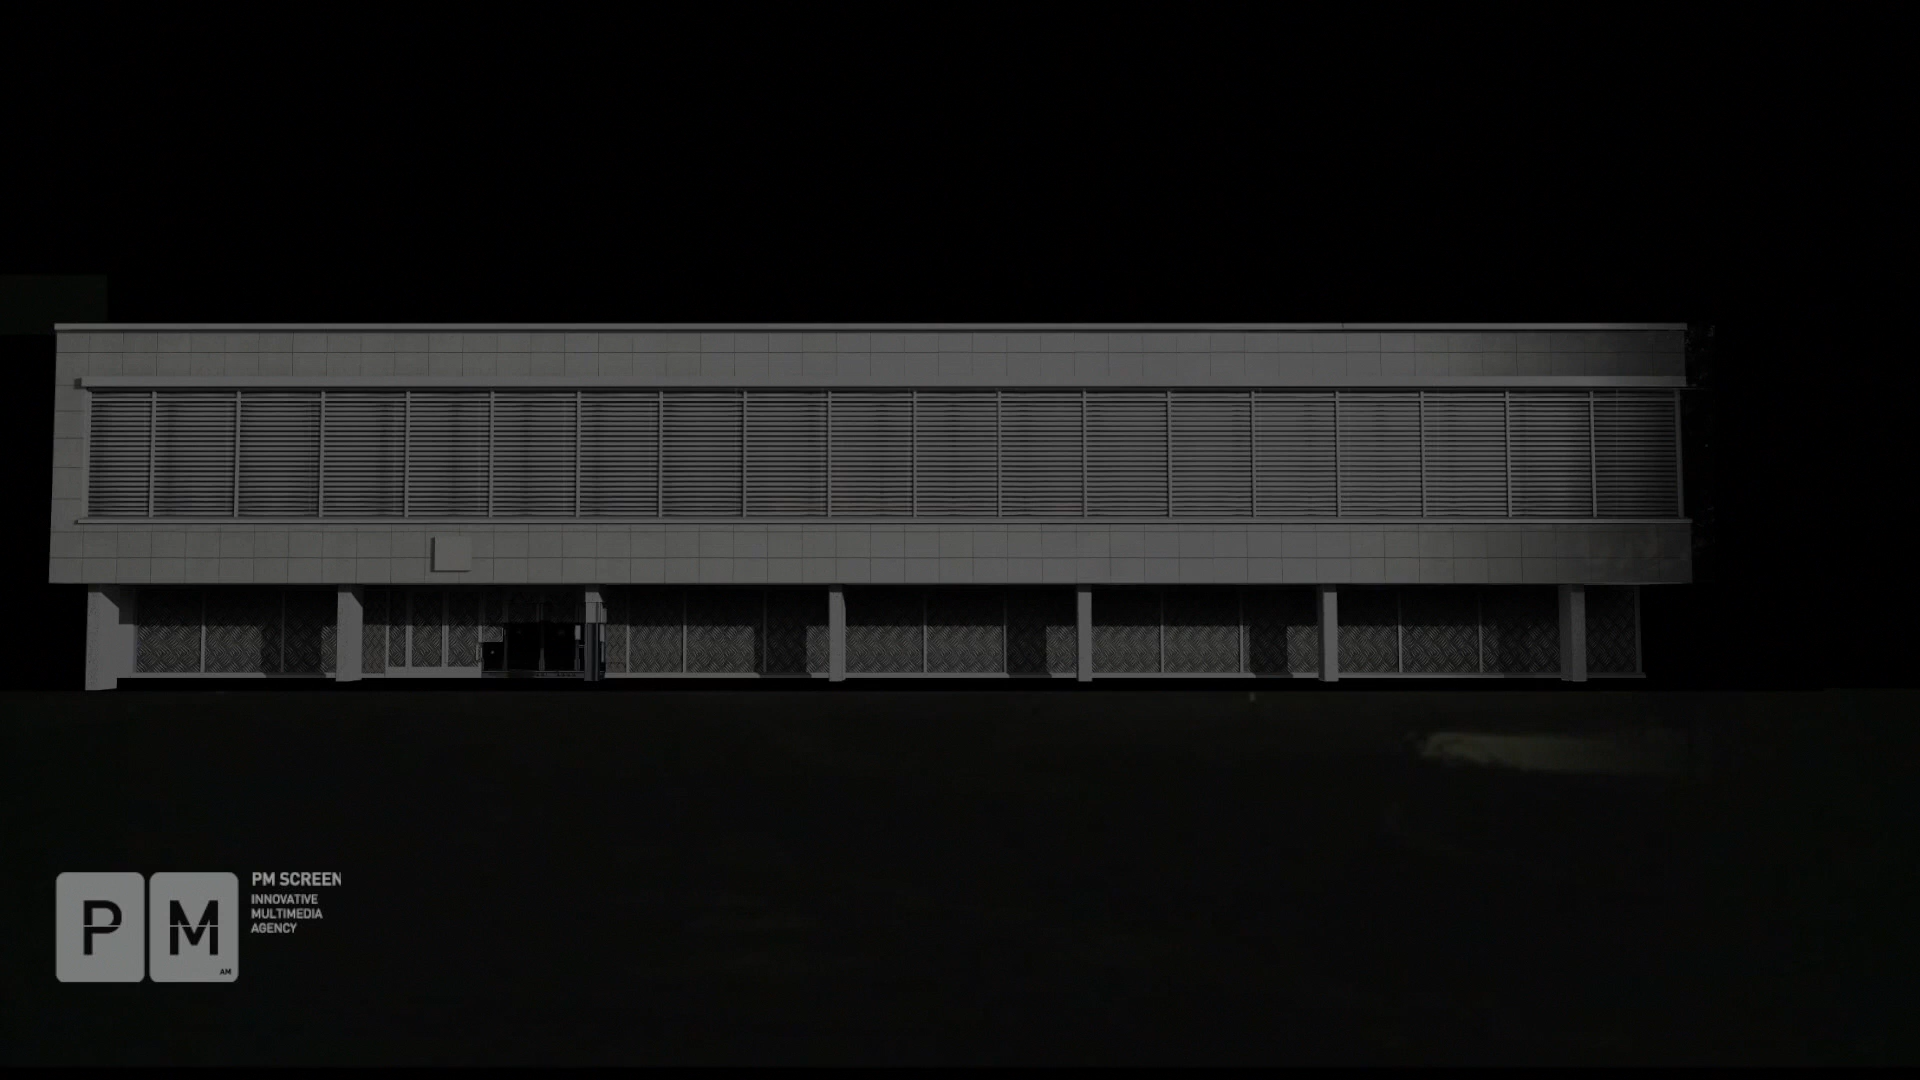 PM
AM
PM SCREEN
INNOVATIVE
MULTIMEDIA
AGENCY